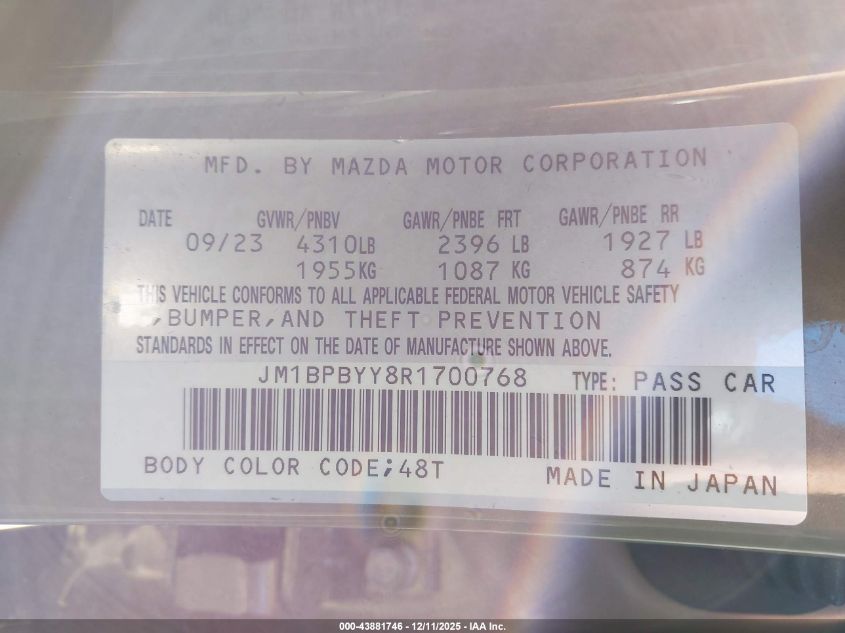 MFD. BY MAZDA MOTOR CORPORATION
DATE GVWR/PNBV GAWR/PNBE FRT GAWR/PNBE RR
09/23 4310LB 2396 LB 1927 LB
1955KG 1087 KG 874 KG
THIS VEHICLE CONFORMS TO ALL APPLICABLE FEDERAL MOTOR VEHICLE SAFETY
,BUMPER,AND THEFT PREVENTION
STANDARDS IN EFFECT ON THE DATE OF MANUFACTURE SHOWN ABOVE.
JM1BPBYY8R1700768 TYPE: PASS CAR
BODY COLOR CODE;48T MADE IN JAPAN
000-43881746 - 12/11/2025 - IAA Inc.